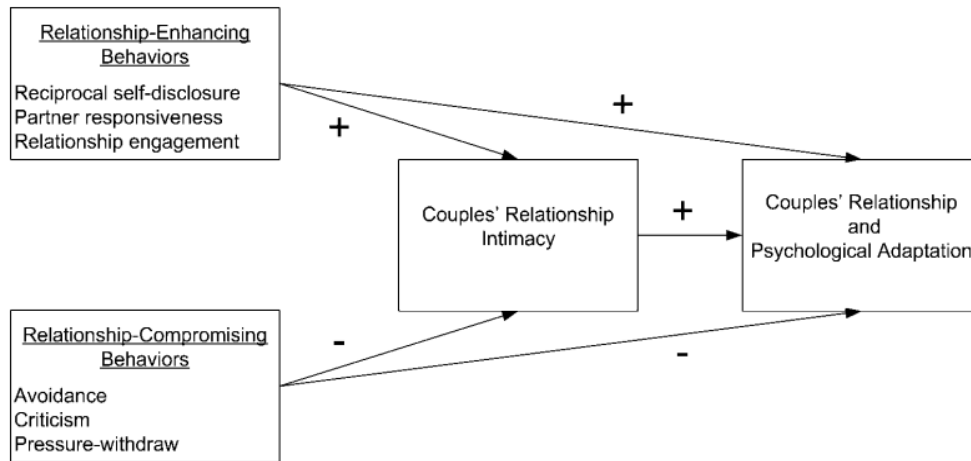 Relationship-Enhancing
Behaviors
Reciprocal self-disclosure
Partner responsiveness
Relationship engagement
+
+
Couples' Relationship
Intimacy
+
Couples' Relationship
and
Psychological Adaptation
Relationship-Compromising
Behaviors
Avoidance
Criticism
Pressure-withdraw
-
-